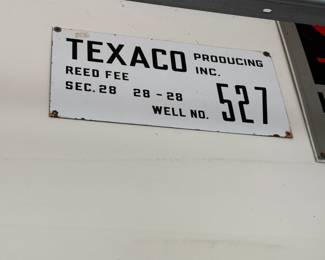 TEXACO PRODUCING INC.
REED FEE
SEC. 28 28-28
WELL NO. 527